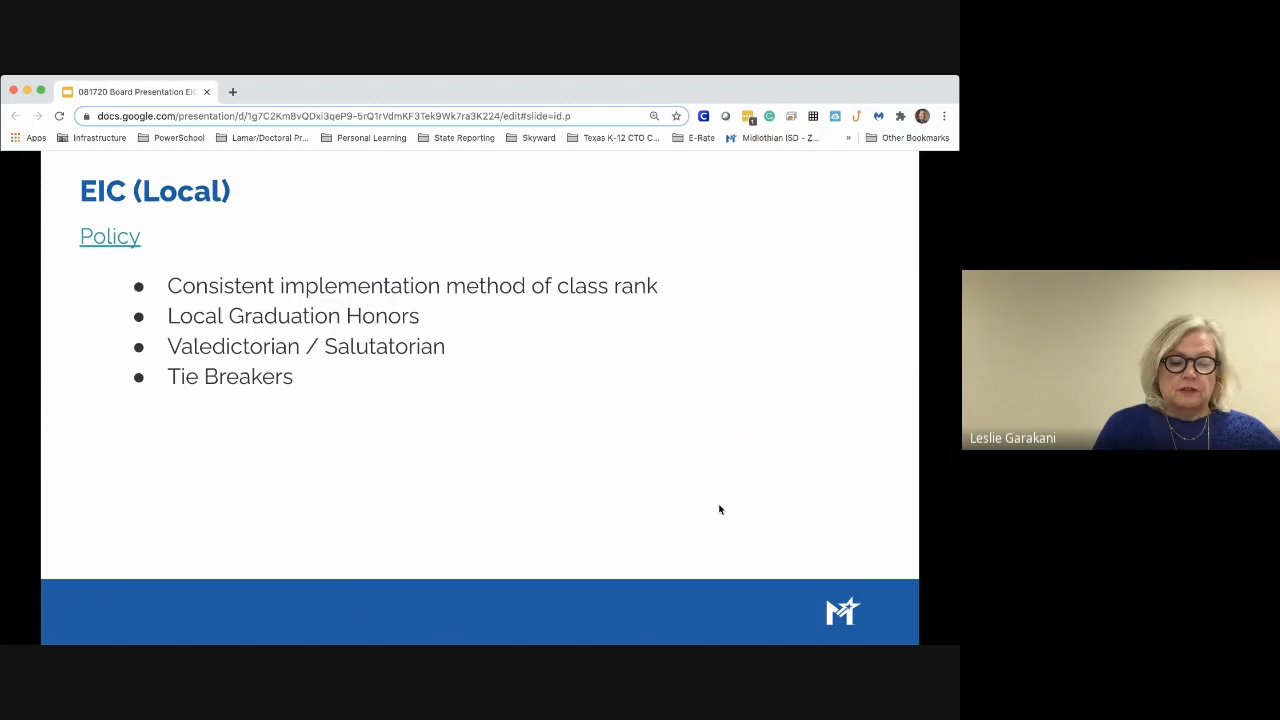 081720 Board Presentation EIC
docs.google.com/presentation/d/1g7C2Km8vQDxi3qeP9-5rQ1rVdmKF3Tek9Wk7ra3K224/edit#slide=id.p
Apps Infrastructure PowerSchool Lamar/Doctoral Pr... Personal Learning State Reporting Skyward Texas K-12 CTO C... E-Rate Midlothian ISD - Z... » Other Bookmarks
EIC (Local)
Policy
● Consistent implementation method of class rank
● Local Graduation Honors
● Valedictorian / Salutatorian
● Tie Breakers
Leslie Garakani
M